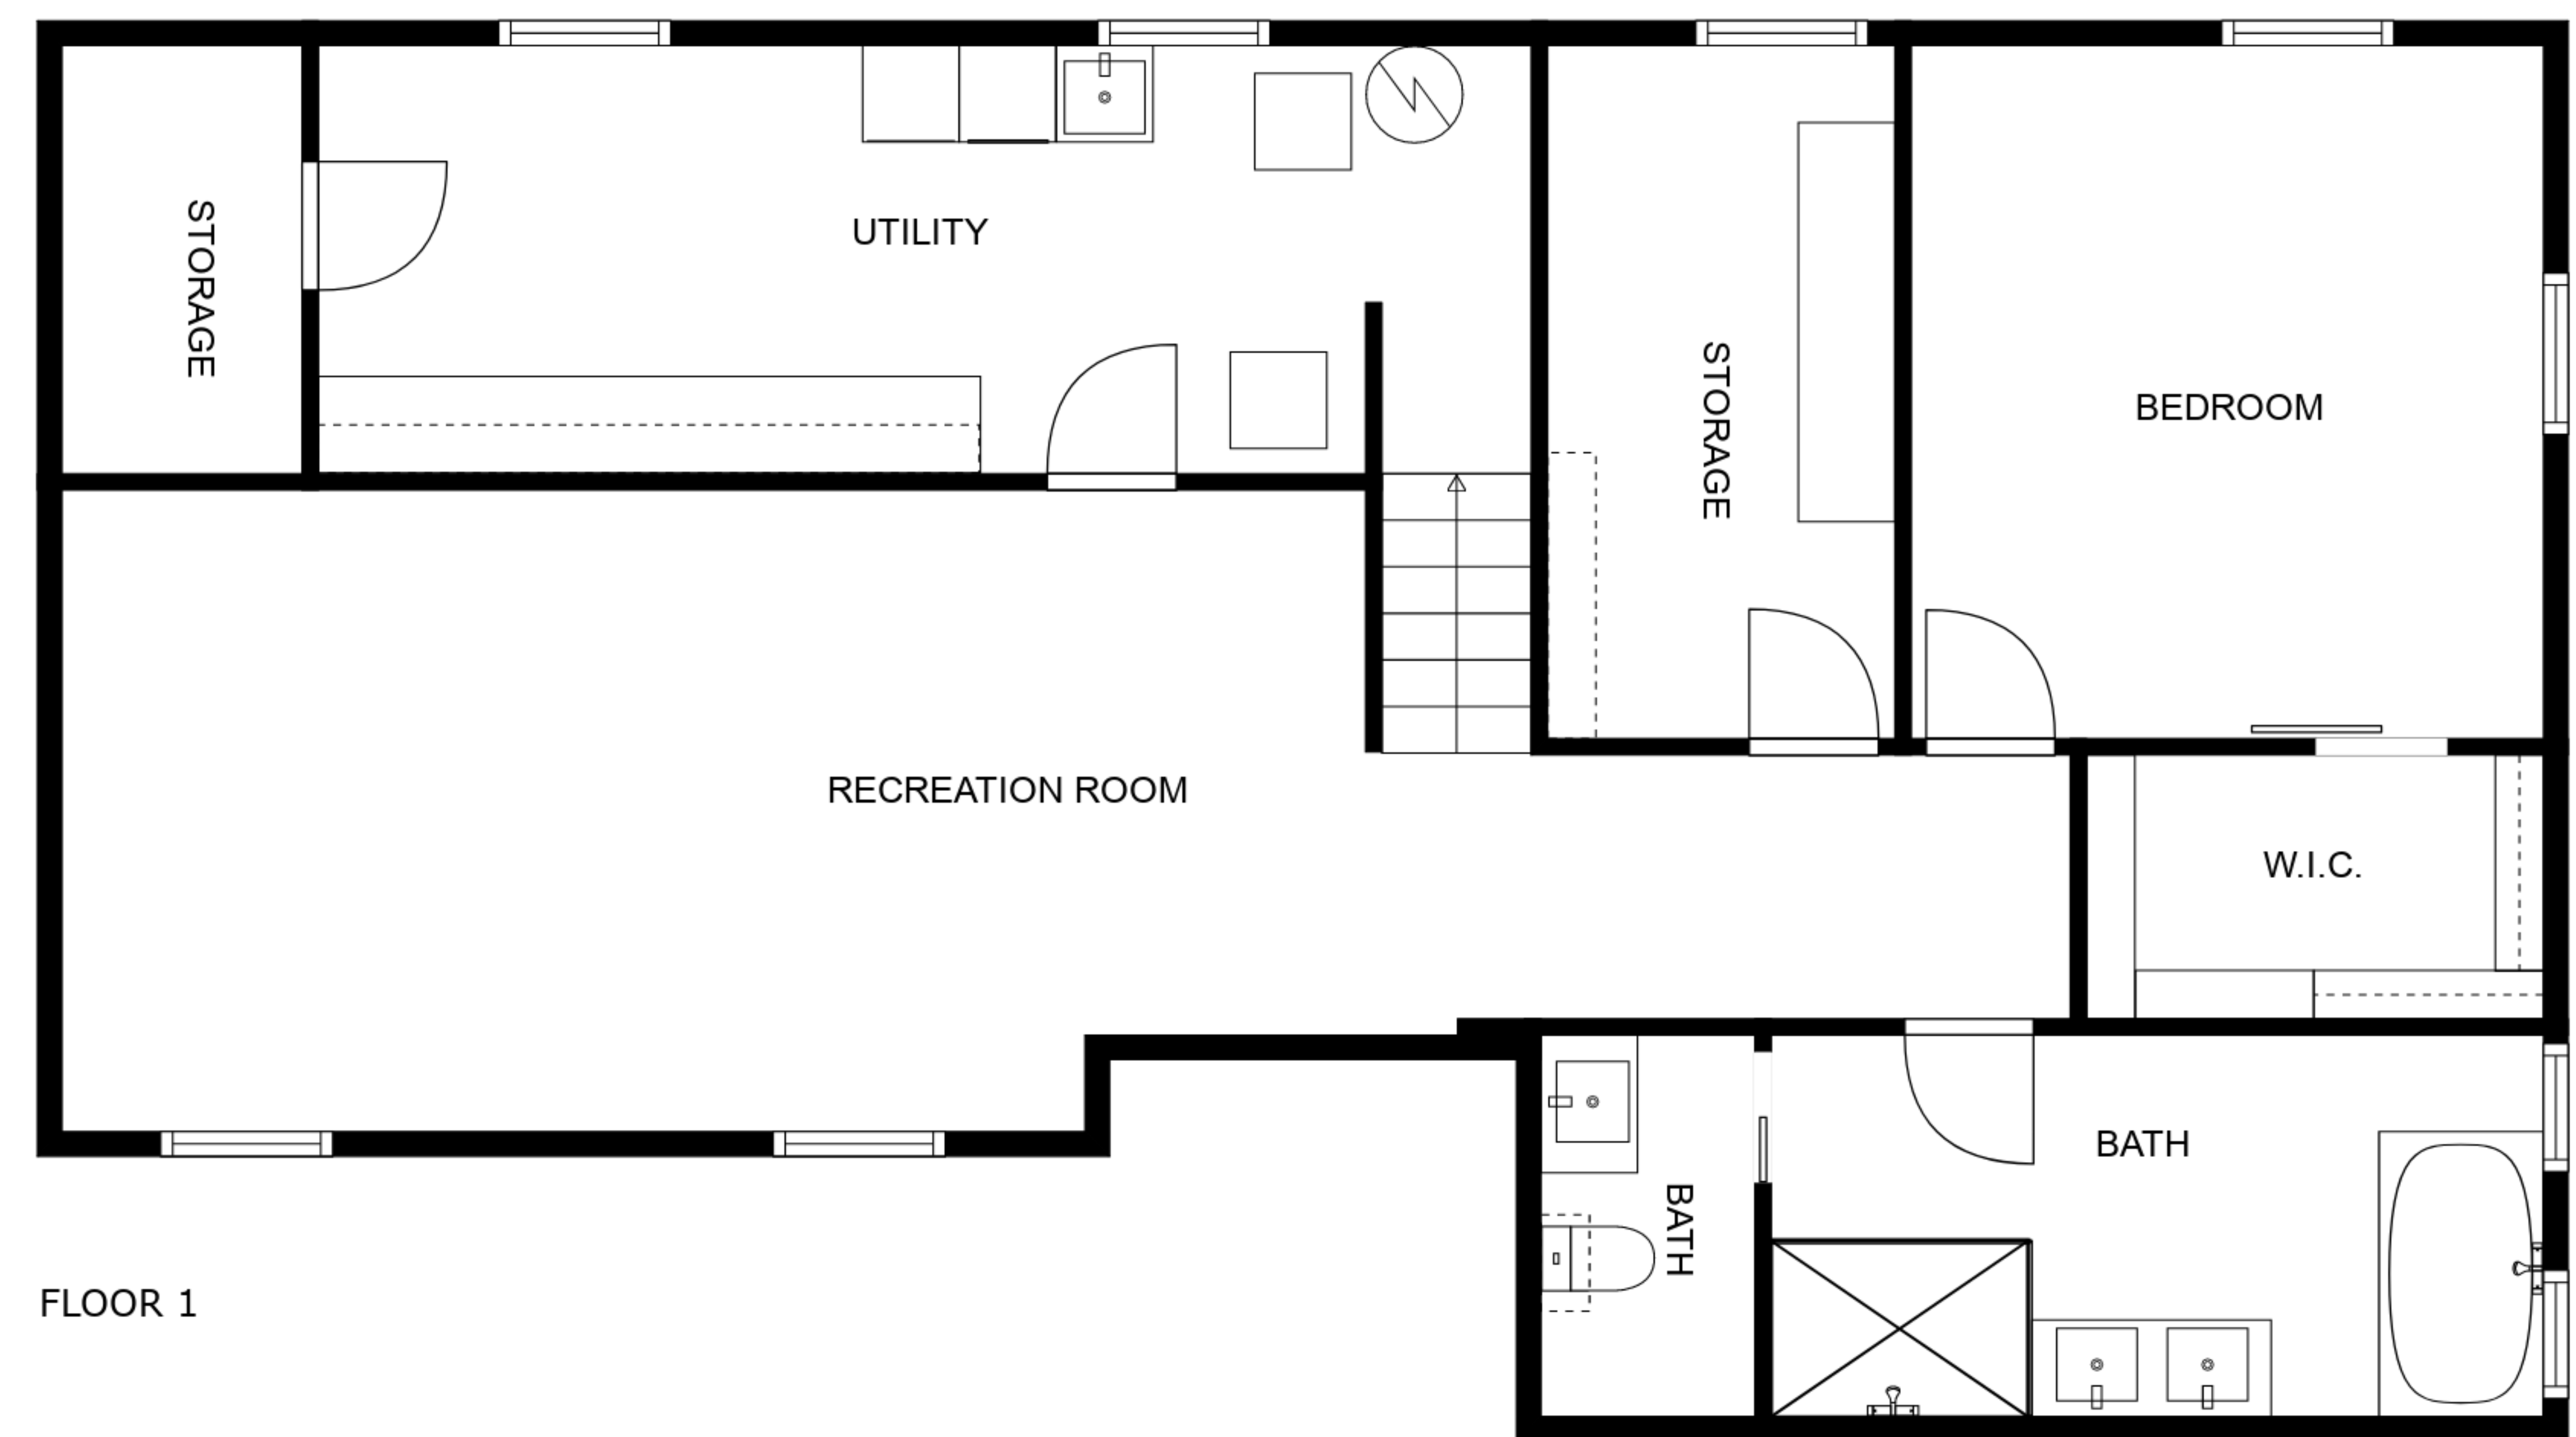 STORAGE
UTILITY
STORAGE
BEDROOM
RECREATION ROOM
W.I.C.
BATH
BATH
FLOOR 1